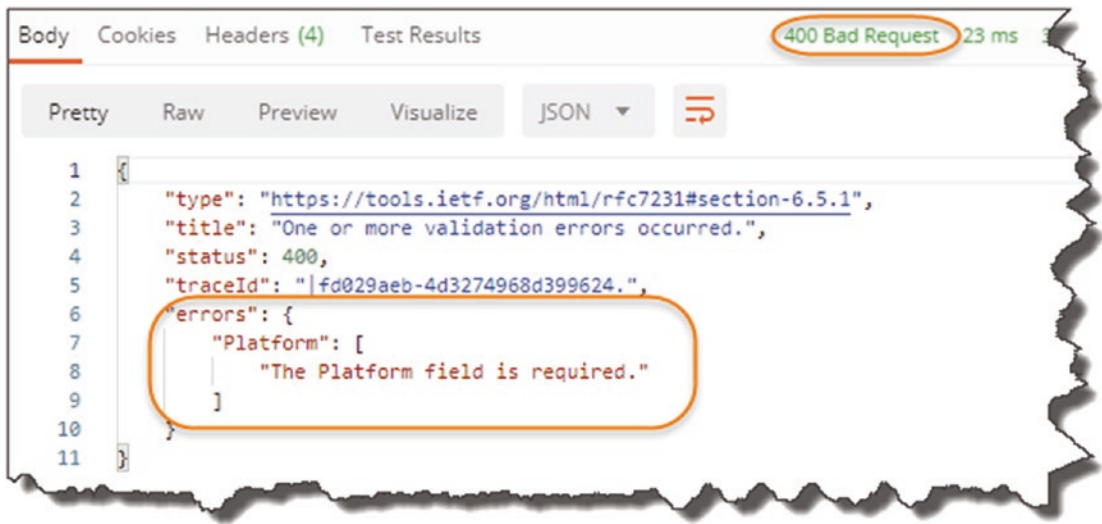 Body Cookies Headers (4) Test Results 400 Bad Request 23 ms
Pretty Raw Preview Visualize JSON
1 {
2 "type": "https://tools.ietf.org/html/rfc7231#section-6.5.1",
3 "title": "One or more validation errors occurred.",
4 "status": 400,
5 "traceId": "|fd029aeb-4d3274968d399624.",
6 "errors": {
7 "Platform": [
8 "The Platform field is required."
9 ]
10 }
11 }